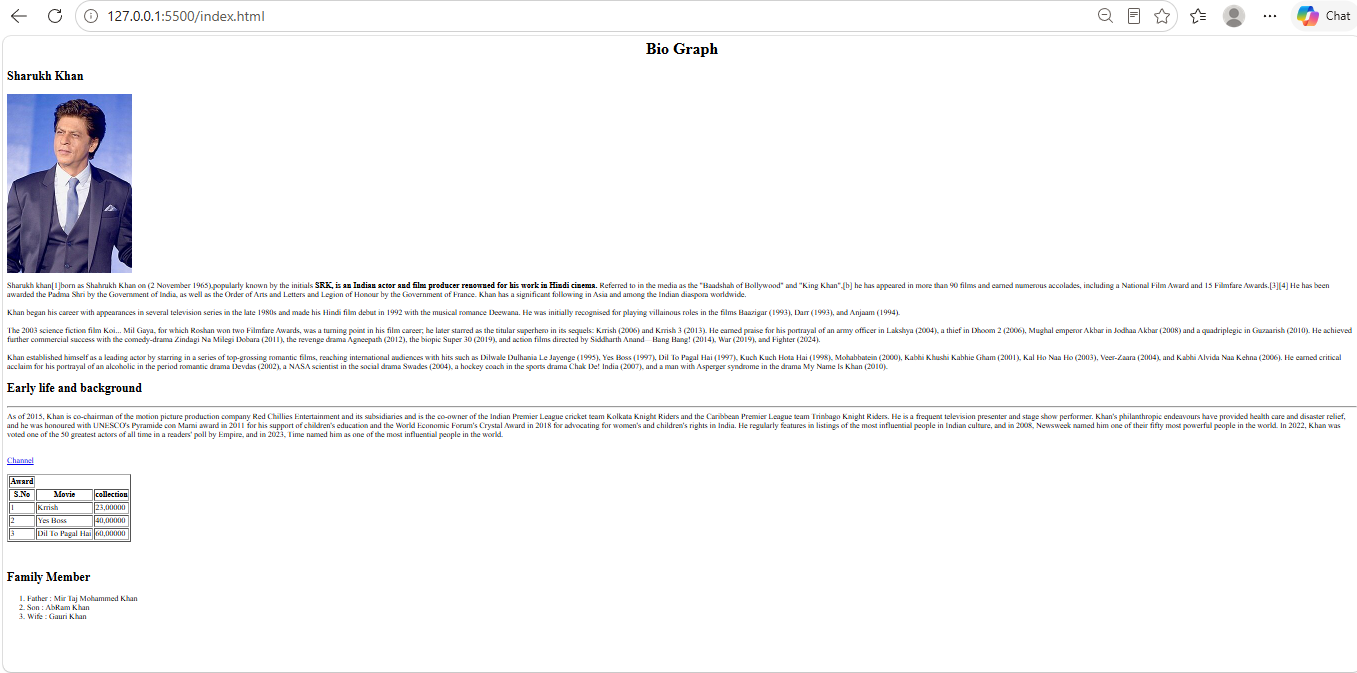 127.0.0.1:5500/index.html
Chat
Bio Graph
Sharukh Khan
Sharukh khan[1]born as Shahrukh Khan on (2 November 1965),popularly known by the initials SRK, is an Indian actor and film producer renowned for his work in Hindi cinema. Referred to in the media as the "Baadshah of Bollywood" and "King Khan",[b] he has appeared in more than 90 films and earned numerous accolades, including a National Film Award and 15 Filmfare Awards.[3][4] He has been
awarded the Padma Shri by the Government of India, as well as the Order of Arts and Letters and Legion of Honour by the Government of France. Khan has a significant following in Asia and among the Indian diaspora worldwide.
Khan began his career with appearances in several television series in the late 1980s and made his Hindi film debut in 1992 with the musical romance Deewana. He was initially recognised for playing villainous roles in the films Baazigar (1993), Darr (1993), and Anjaam (1994).
The 2003 science fiction film Koi... Mil Gaya, for which Roshan won two Filmfare Awards, was a turning point in his film career; he later starred as the titular superhero in its sequels: Krrish (2006) and Krrish 3 (2013). He earned praise for his portrayal of an army officer in Lakshya (2004), a thief in Dhoom 2 (2006), Mughal emperor Akbar in Jodhaa Akbar (2008) and a quadriplegic in Guzaarish (2010). He achieved
further commercial success with the comedy-drama Zindagi Na Milegi Dobara (2011), the revenge drama Agneepath (2012), the biopic Super 30 (2019), and action films directed by Siddharth Anand – Bang Bang! (2014), War (2019), and Fighter (2024).
Khan established himself as a leading actor by starring in a series of top-grossing romantic films, reaching international audiences with hits such as Dilwale Dulhania Le Jayenge (1995), Yes Boss (1997), Dil To Pagal Hai (1997), Kuch Kuch Hota Hai (1998), Mohabbatein (2000), Kabhi Khushi Kabhie Gham (2001), Kal Ho Naa Ho (2003), Veer-Zaara (2004), and Kabhi Alvida Naa Kehna (2006). He earned critical
acclaim for his portrayal of an alcoholic in the period romantic drama Devdas (2002), a NASA scientist in the social drama Swades (2004), a hockey coach in the sports drama Chak De! India (2007), and a man with Asperger syndrome in the drama My Name Is Khan (2010).
Early life and background
As of 2015, Khan is co-chairman of the motion picture production company Red Chillies Entertainment and its subsidiaries and is the co-owner of the Indian Premier League cricket team Kolkata Knight Riders and the Caribbean Premier League team Trinbago Knight Riders. He is a frequent television presenter and stage show performer. Khan's philanthropic endeavours have provided health care and disaster relief,
and he was honoured with UNESCO's Pyramide con Marni award in 2011 for his support of children's education and the World Economic Forum's Crystal Award in 2018 for advocating for women's and children's rights in India. He regularly features in listings of the most influential people in Indian culture, and in 2008, Newsweek named him one of their fifty most powerful people in the world. In 2022, Khan was
voted one of the 50 greatest actors of all time in a readers' poll by Empire, and in 2023, Time named him as one of the most influential people in the world.
Channel
Award
S.No Movie collection
1 Krrish 23,00000
2 Yes Boss 40,00000
3 Dil To Pagal Hai 60,00000
Family Member
1. Father : Mir Taj Mohammed Khan
2. Son : AbRam Khan
3. Wife : Gauri Khan